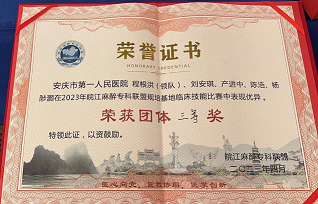 荣誉证书
HONORARY CREDENTIAL
安庆市第一人民医院 程根洪（领队）、刘安琪、产进中、陈浩、杨
陟鹏在2023年皖江麻醉专科联盟规培基地临床技能比赛中表现优异。
荣获团体三等奖
特颁此证，以资鼓励。
皖江麻醉专科联盟
二〇二三年四月